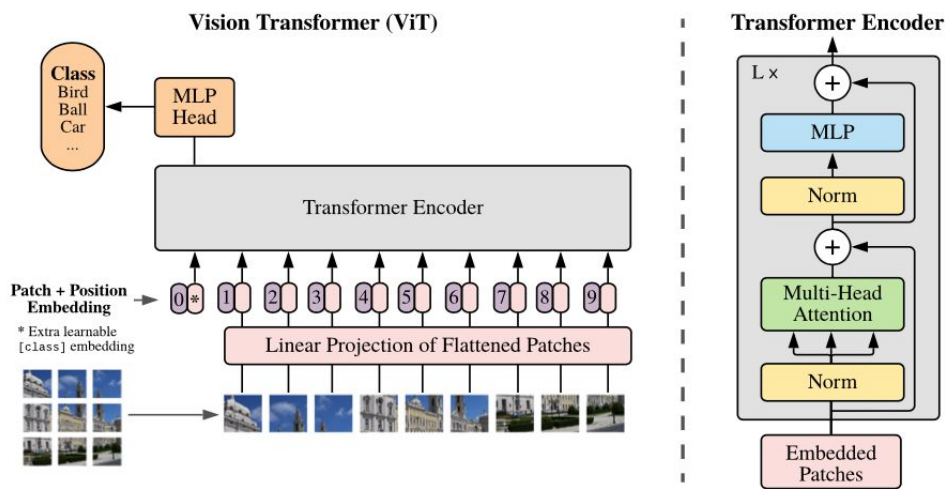 Vision Transformer (ViT)
Class
Bird
Ball
Car
...
MLP
Head
Transformer Encoder
Patch + Position
Embedding
0 * 1 2 3 4 5 6 7 8 9
* Extra learnable
[class] embedding
Linear Projection of Flattened Patches
Transformer Encoder
L ×
+
MLP
Norm
+
Multi-Head
Attention
Norm
Embedded
Patches